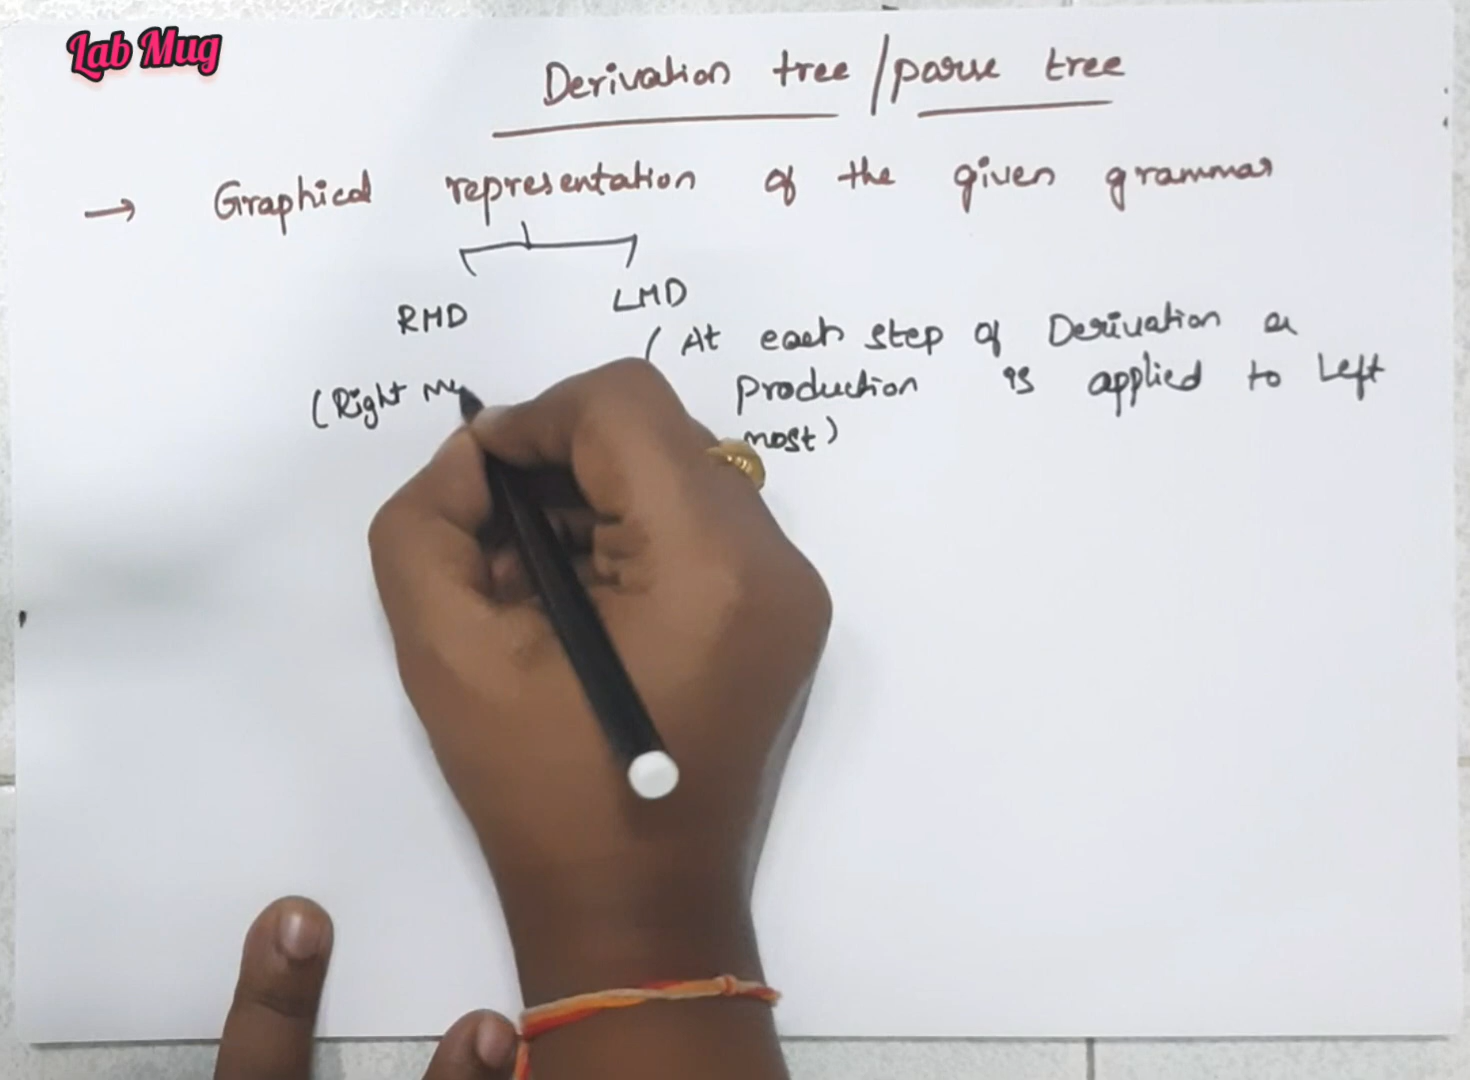 Lab Mug
Derivation tree / parse tree
→ Graphical representation of the given grammar
RMD LMD
( At each step of Derivation a
production is applied to Left
most)
(Right